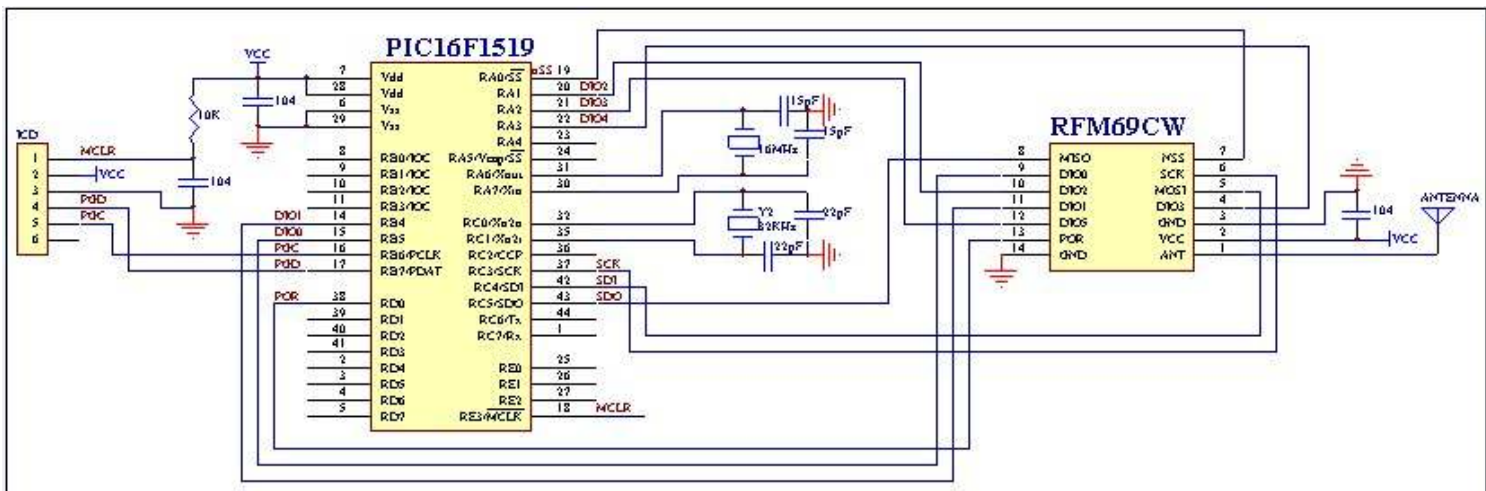 PIC16F1519
VCC
10K
104
ICD
1
2
3
4
5
6
MCLR
VCC
PGD
PGC
104
7 Vdd
28 Vdd
6 Vss
29 Vss
8 RB0/IOC
9 RB1/IOC
10 RB2/IOC
11 RB3/IOC
DIO1 14 RB4
DIO0 15 RB5
PGC 16 RB6/PCLK
PGD 17 RB7/PDAT
POR 38 RD0
39 RD1
40 RD2
41 RD3
2 RD4
3 RD5
4 RD6
5 RD7
RA0/SS nSS 19
RA1 20 DIO2
RA2 21 DIO3
RA3 22 DIO4
RA4 23
RA5/Vcap/SS 24
RA6/Xout 31
RA7/Xin 30
RC0/Xn2o 32
RC1/Xn2i 35
RC2/CCP 36
RC3/SCK 37 SCK
RC4/SDI 42 SDI
RC5/SDO 43 SDO
RC6/Tx 44
RC7/Rx 1
RE0 25
RE1 26
RE2 27
RE3/MCLK 18 MCLR
15pF
15pF
16MHz
Y2
32KHz
22pF
22pF
RFM69CW
8 MISO
9 DIO0
10 DIO2
11 DIO1
12 DIO5
13 POR
14 GND
NSS 7
SCK 6
MOSI 5
DIO3 4
GND 3
VCC 2
ANT 1
104
VCC
ANTENNA